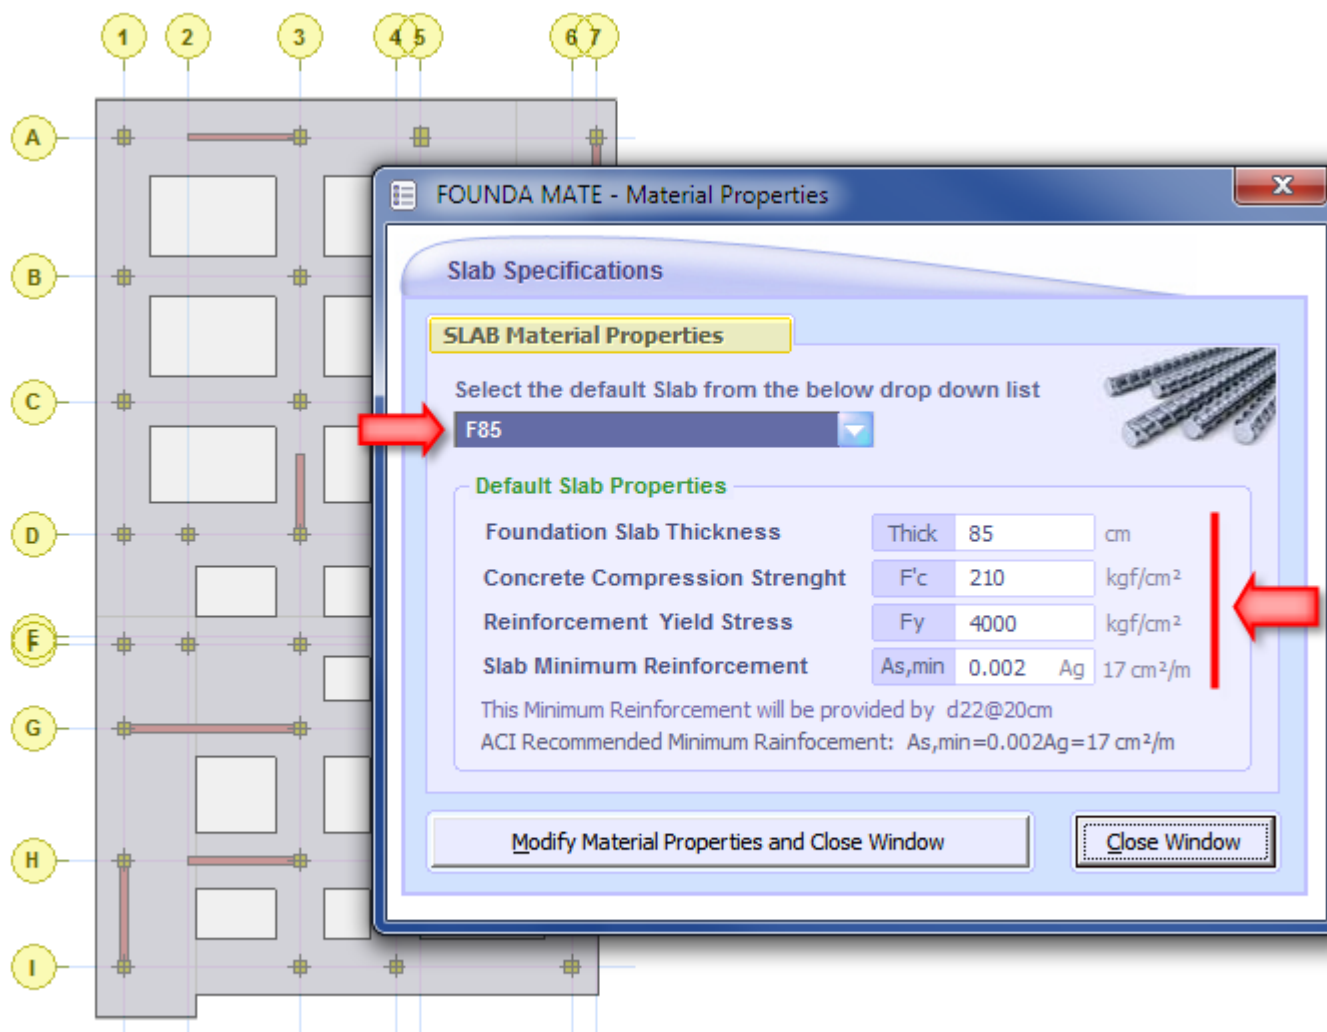 1 2 3 4 5 6 7
A
B
C
D
F
G
H
I
FOUNDA MATE - Material Properties
Slab Specifications
SLAB Material Properties
Select the default Slab from the below drop down list
F85
Default Slab Properties
Foundation Slab Thickness Thick 85 cm
Concrete Compression Strenght F'c 210 kgf/cm²
Reinforcement Yield Stress Fy 4000 kgf/cm²
Slab Minimum Reinforcement As,min 0.002 Ag 17 cm²/m
This Minimum Reinforcement will be provided by d22@20cm
ACI Recommended Minimum Rainfocement: As,min=0.002Ag=17 cm²/m
Modify Material Properties and Close Window
Close Window